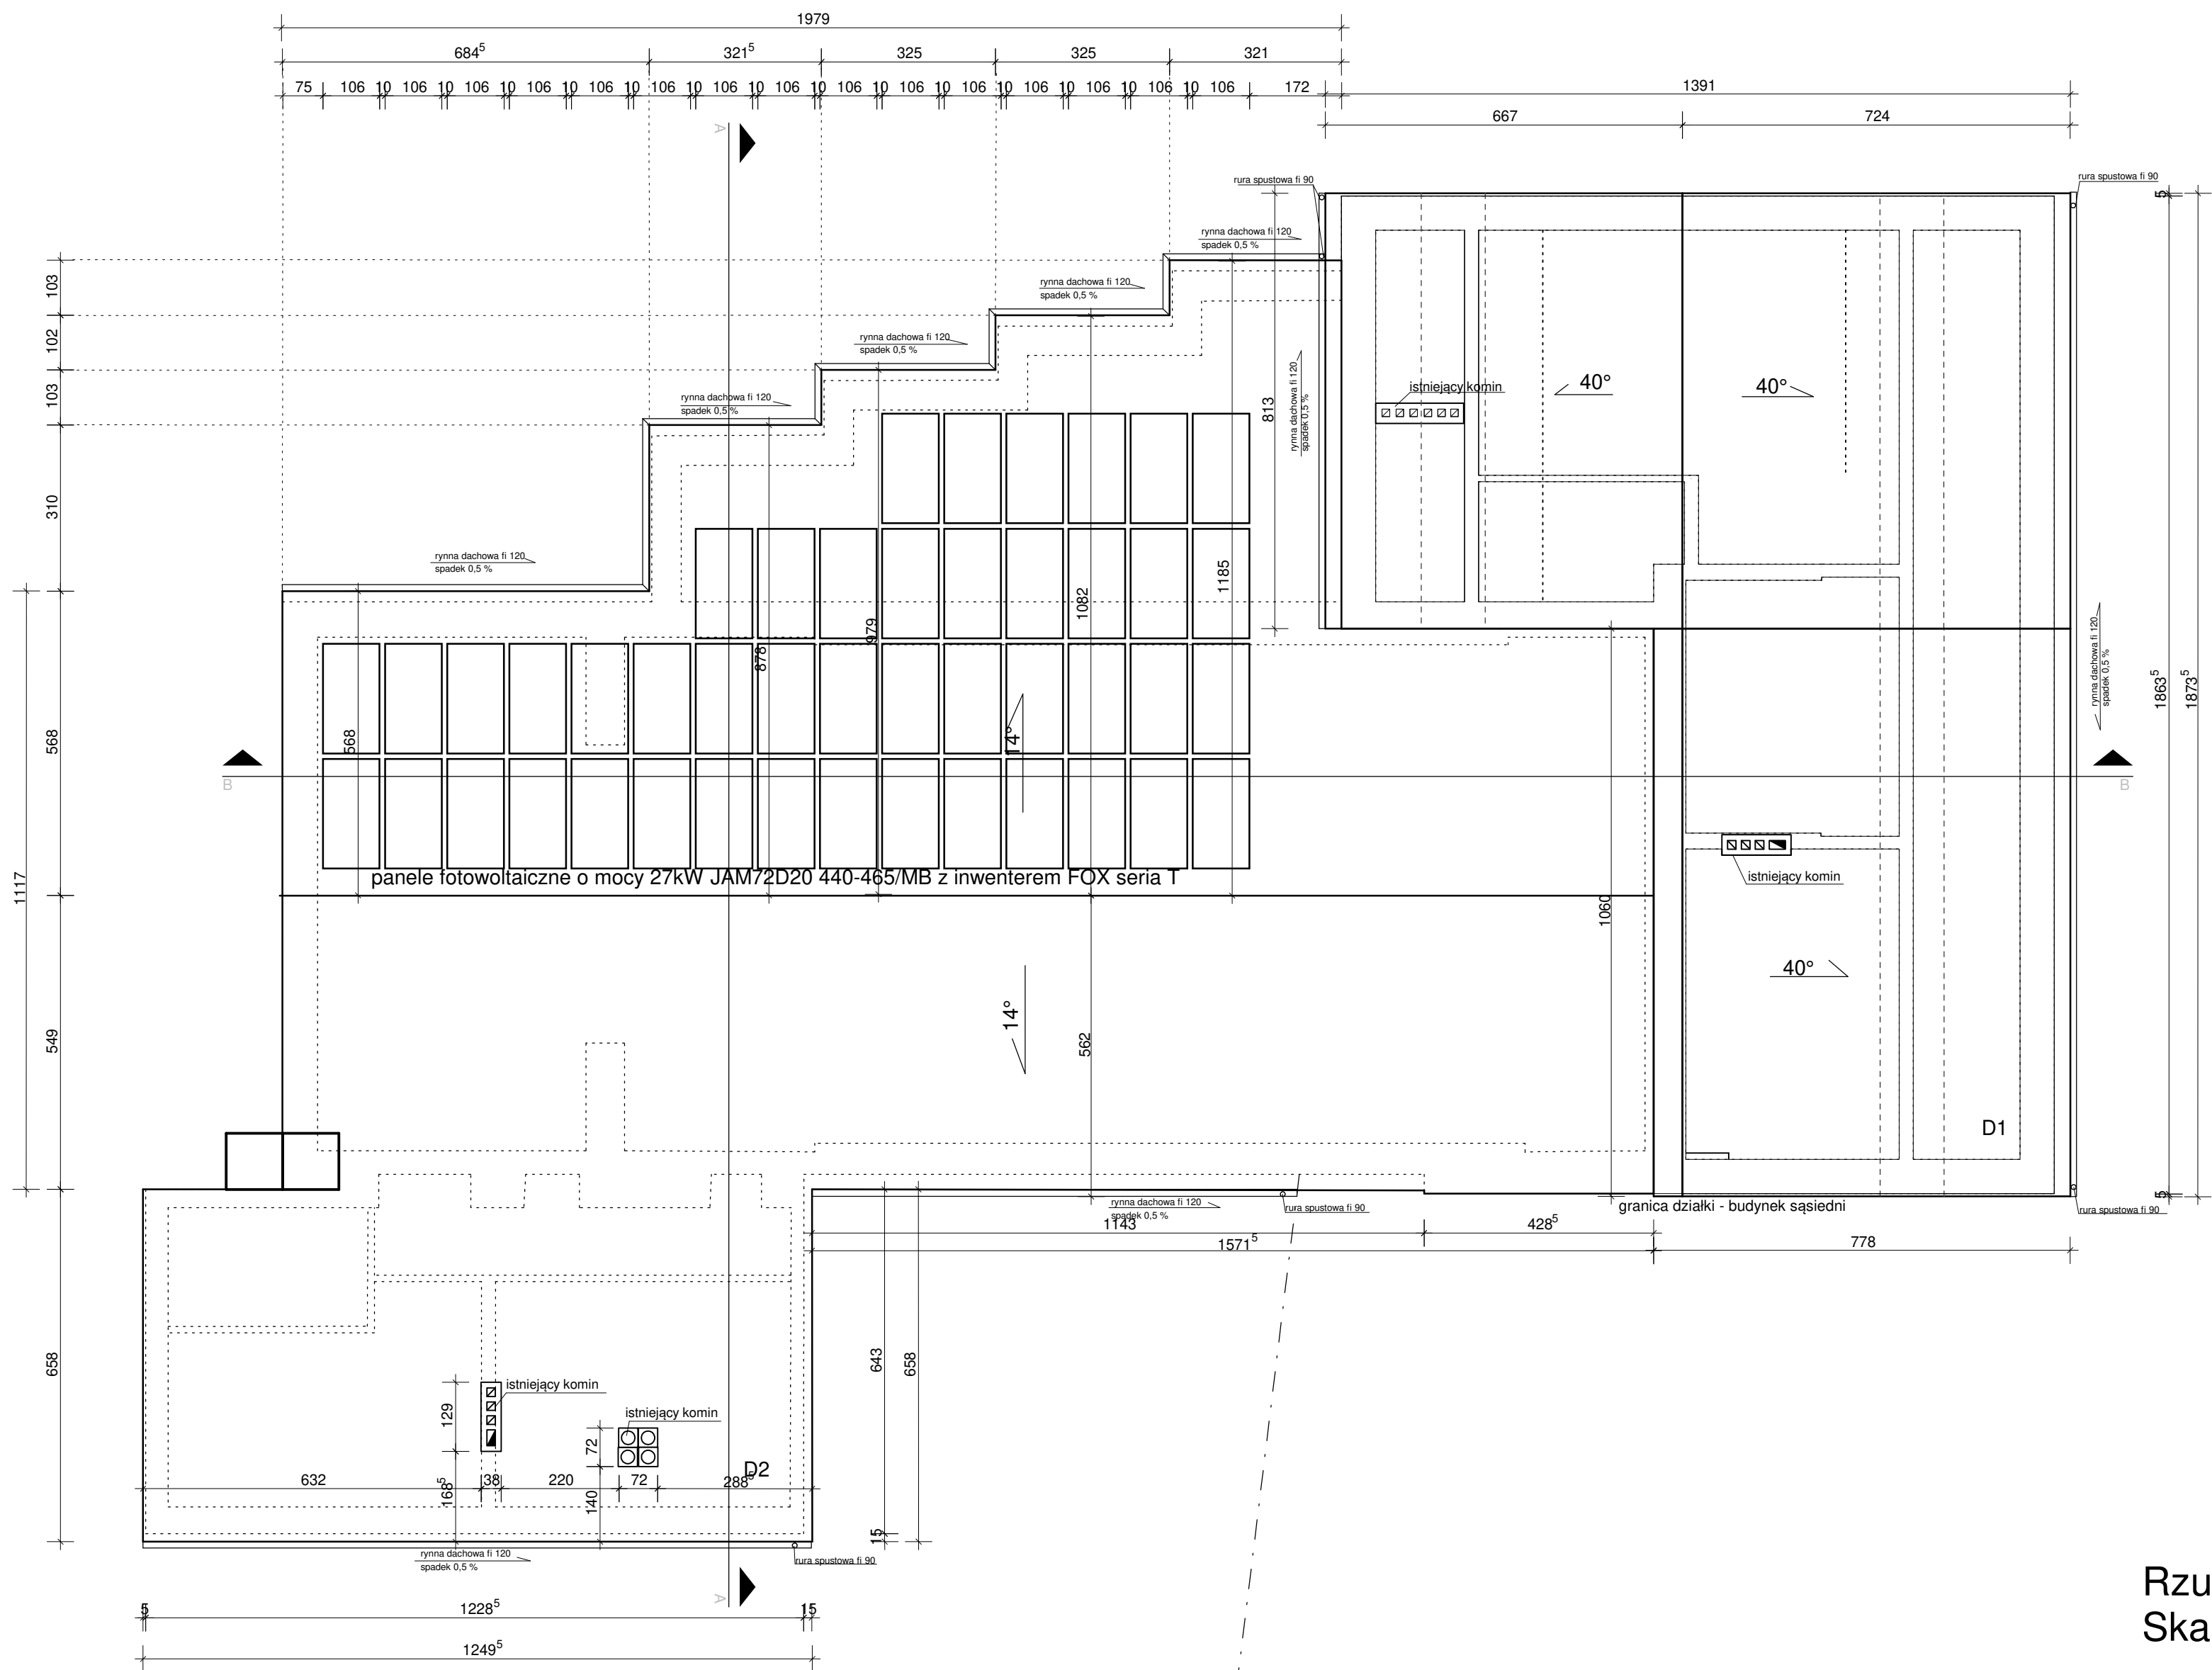 1979
684⁵ 321⁵ 325 325 321
75 106 10 106 10 106 10 106 10 106 10 106 10 106 10 106 10 106 10 106 10 106 10 106 10 106 10 106 10 106 172
1391
667 724
A
rura spustowa fi 90
rura spustowa fi 90
5
rynna dachowa fi 120
spadek 0,5 %
103
rynna dachowa fi 120
spadek 0,5 %
102
rynna dachowa fi 120
spadek 0,5 %
103
rynna dachowa fi 120
spadek 0,5 %
813
rynna dachowa fi 120
spadek 0,5 %
istniejący komin
40°
40°
310
rynna dachowa fi 120
spadek 0,5 %
1185
1082
979
878
568
568
14°
rynna dachowa fi 120
spadek 0,5 %
1863⁵
1873⁵
B
B
panele fotowoltaiczne o mocy 27kW JAM72D20 440-465/MB z inwenterem FOX seria T
istniejący komin
1117
1060
40°
549
14°
562
D1
5
rynna dachowa fi 120
spadek 0,5 %
rura spustowa fi 90
granica działki - budynek sąsiedni
rura spustowa fi 90
1143 428⁵
1571⁵ 778
658
643
658
istniejący komin
129
istniejący komin
72
D2
632 38 220 72 288⁵
168⁵
140
15
rynna dachowa fi 120
spadek 0,5 %
rura spustowa fi 90
A
5 1228⁵ 15
1249⁵
Rzu
Ska